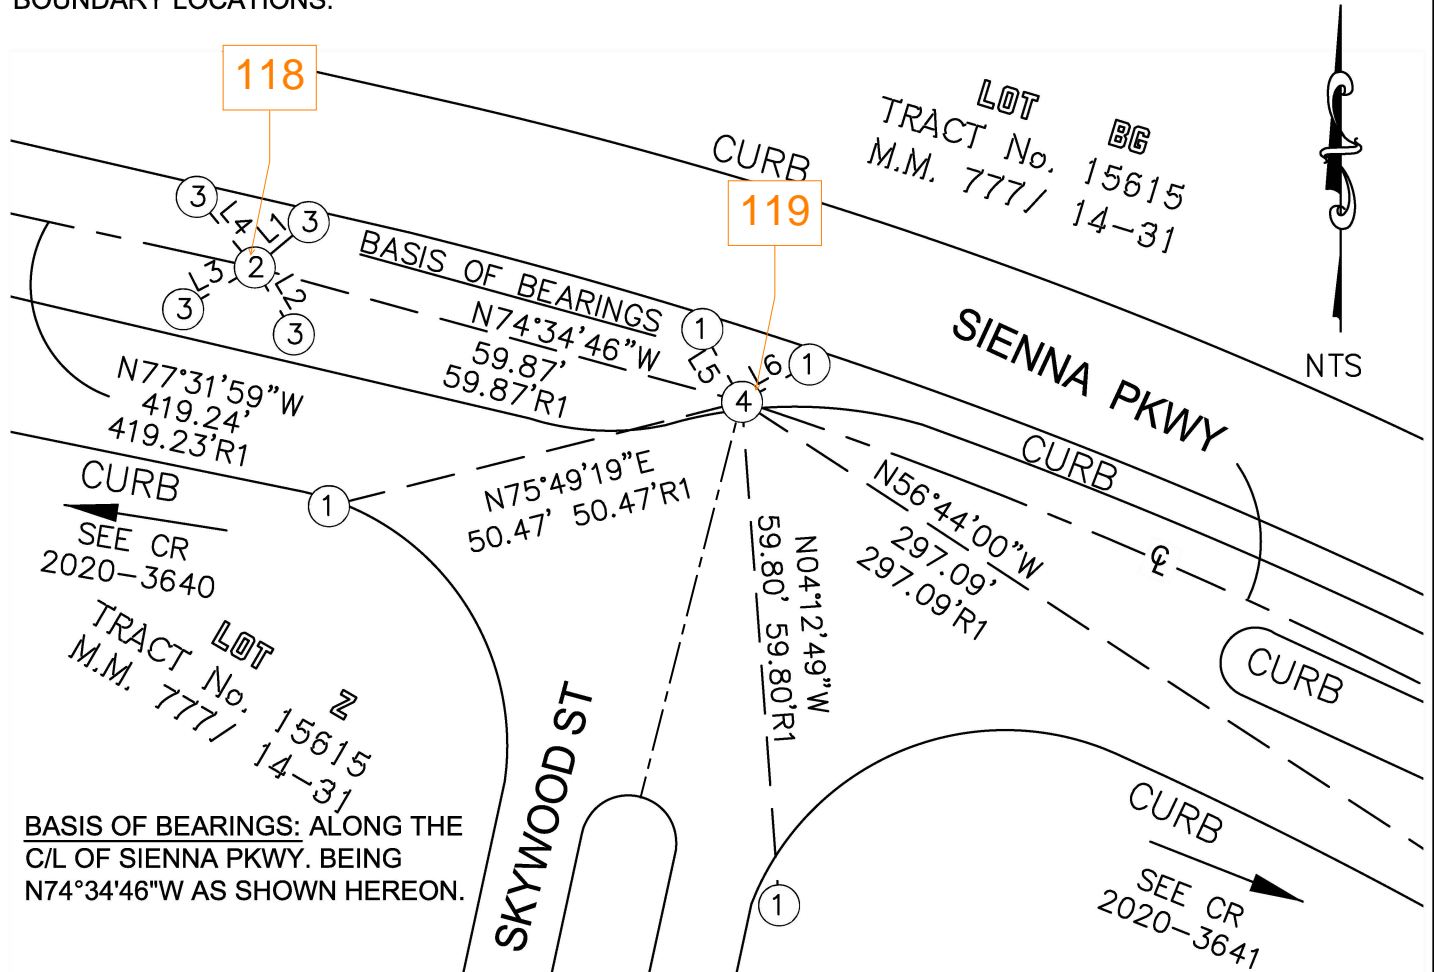 BOUNDARY LOCATIONS.
118
119
CURB
LOT BG
TRACT No. 15615
M.M. 777/ 14-31
NTS
3
3
L4
L1
2
L3
L2
3
3
BASIS OF BEARINGS
N74°34'46"W
59.87'
59.87'R1
1
1
L5
L6
4
SIENNA PKWY
N77°31'59"W
419.24'
419.23'R1
CURB
SEE CR
2020-3640
1
N75°49'19"E
50.47' 50.47'R1
N04°12'49"W
59.80' 59.80'R1
N56°44'00"W
297.09'
297.09'R1
CURB
℄
CURB
LOT Z
TRACT No. 15615
M.M. 777/ 14-31
SKYWOOD ST
1
CURB
SEE CR
2020-3641
BASIS OF BEARINGS: ALONG THE
C/L OF SIENNA PKWY. BEING
N74°34'46"W AS SHOWN HEREON.